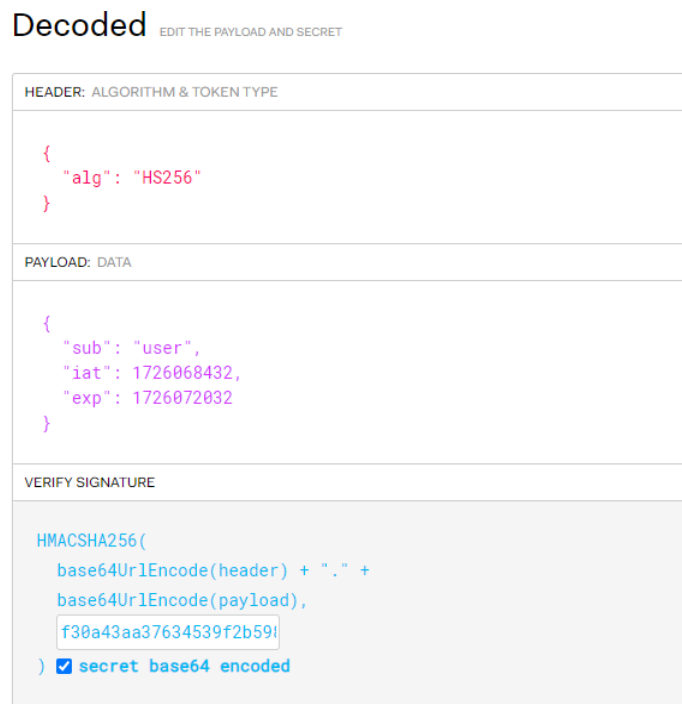 Decoded EDIT THE PAYLOAD AND SECRET
HEADER: ALGORITHM & TOKEN TYPE
{
"alg": "HS256"
}
PAYLOAD: DATA
{
"sub": "user",
"iat": 1726068432,
"exp": 1726072032
}
VERIFY SIGNATURE
HMACSHA256(
base64UrlEncode(header) + "." +
base64UrlEncode(payload),
f30a43aa37634539f2b59
) secret base64 encoded